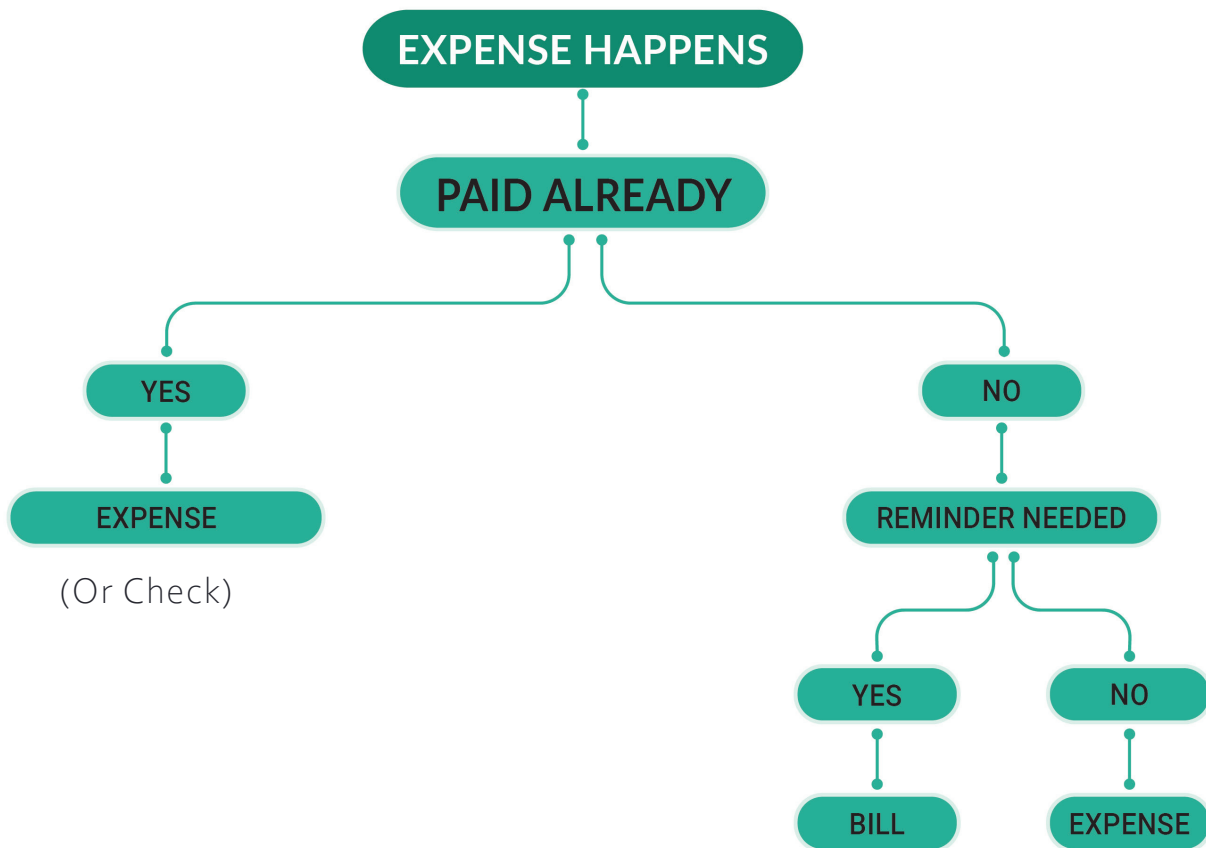 EXPENSE HAPPENS
PAID ALREADY
YES
NO
EXPENSE
REMINDER NEEDED
(Or Check)
YES
NO
BILL
EXPENSE